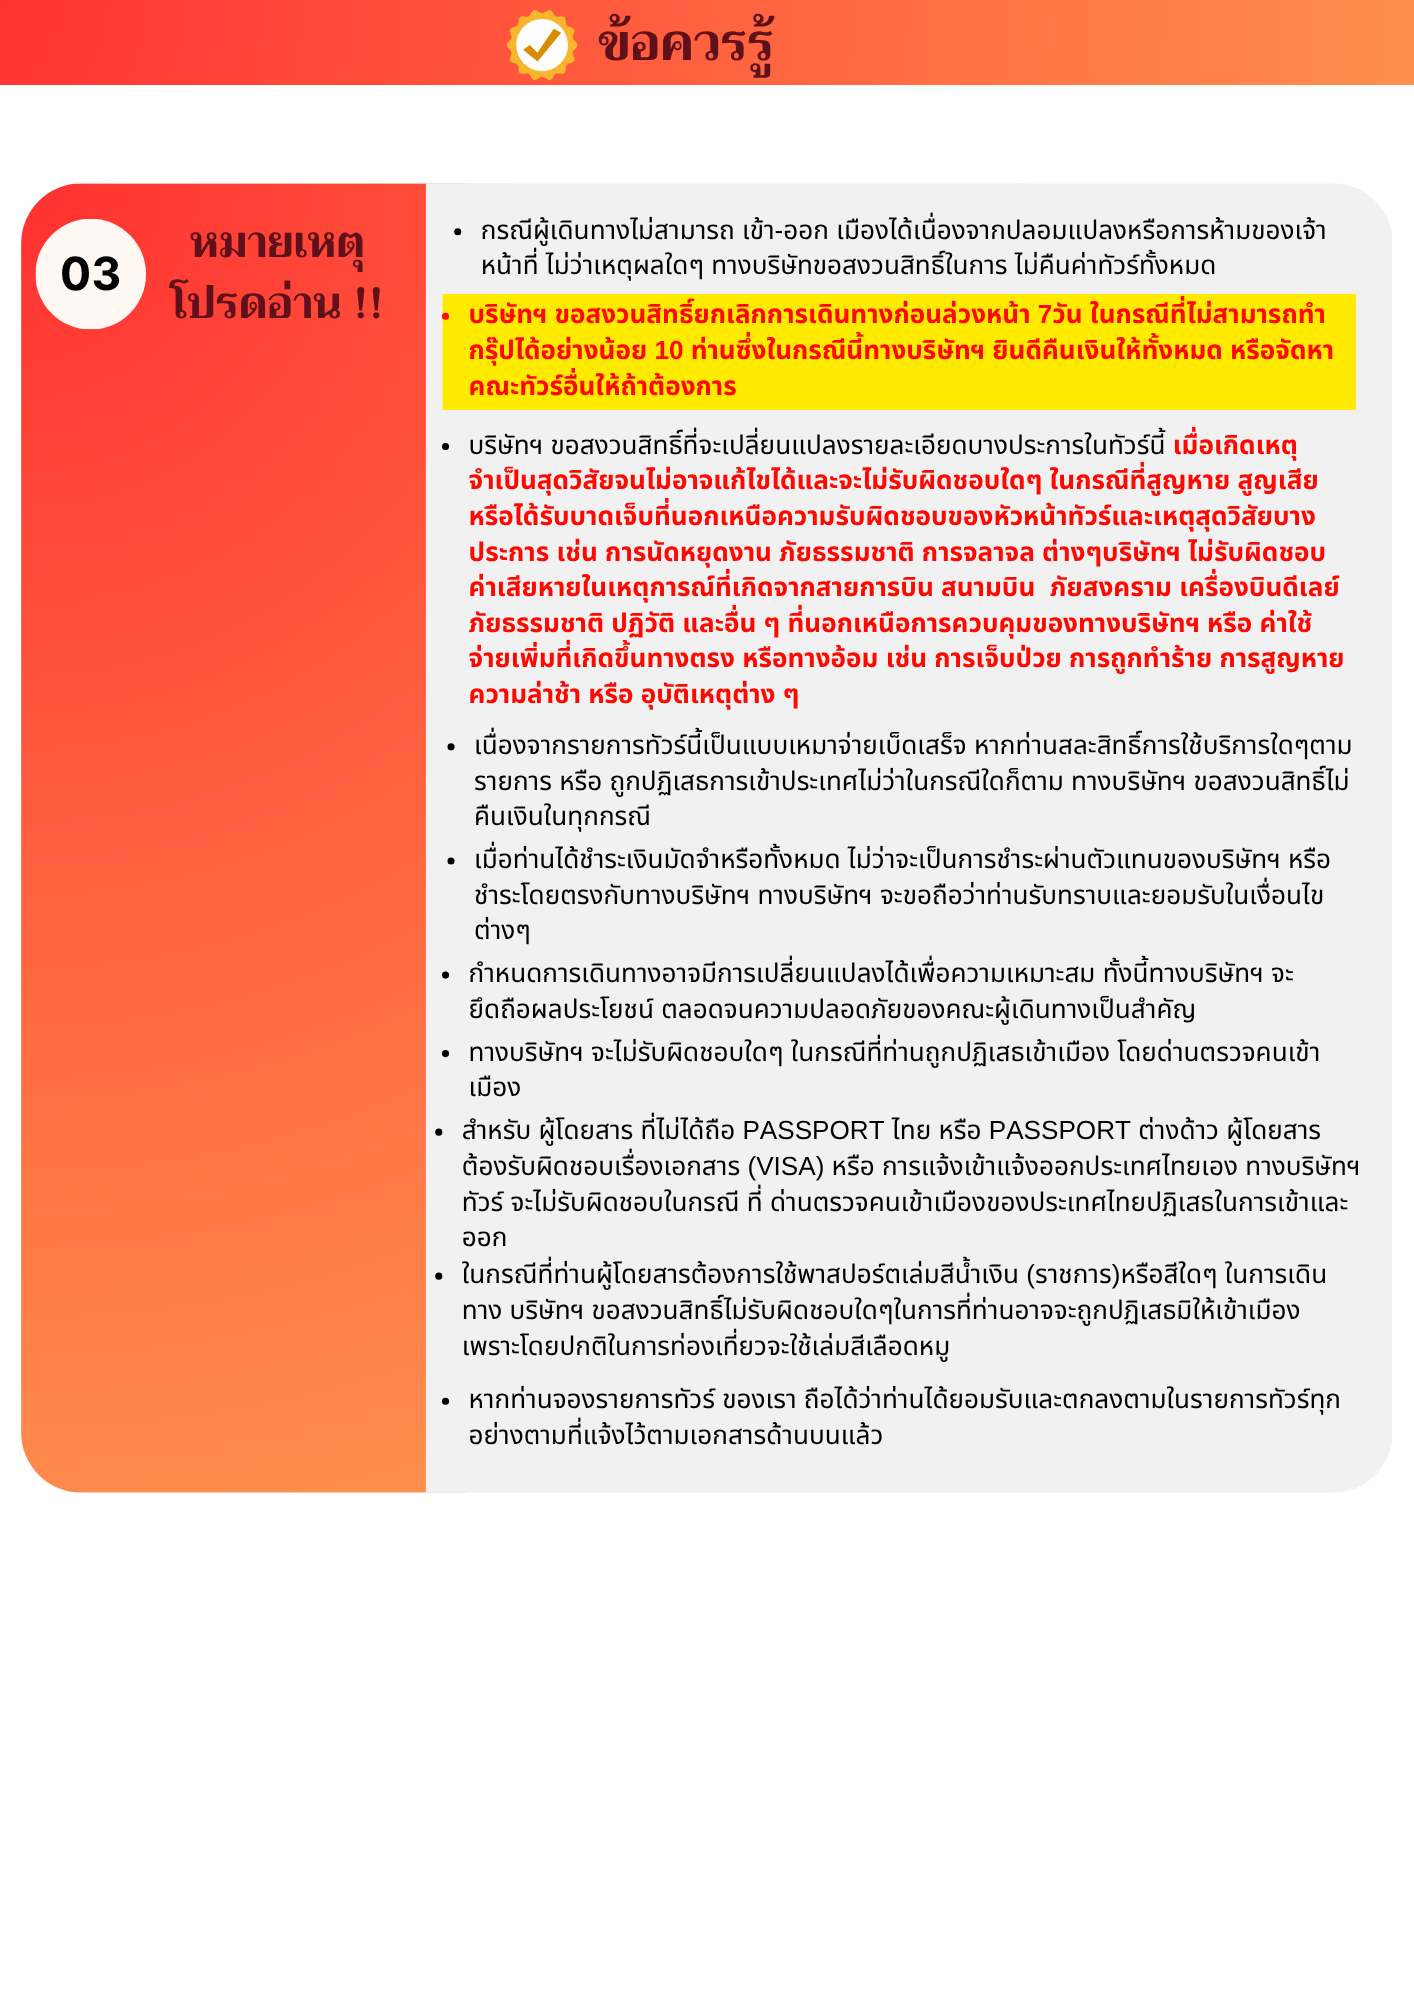 ข้อควรรู้
03
หมายเหตุ
โปรดอ่าน !!
• กรณีผู้เดินทางไม่สามารถ เข้า-ออก เมืองได้เนื่องจากปลอมแปลงหรือการห้ามของเจ้า
หน้าที่ ไม่ว่าเหตุผลใดๆ ทางบริษัทขอสงวนสิทธิ์ในการ ไม่คืนค่าทัวร์ทั้งหมด
• บริษัทฯ ขอสงวนสิทธิ์ยกเลิกการเดินทางก่อนล่วงหน้า 7วัน ในกรณีที่ไม่สามารถทำ
กรุ๊ปได้อย่างน้อย 10 ท่านซึ่งในกรณีนี้ทางบริษัทฯ ยินดีคืนเงินให้ทั้งหมด หรือจัดหา
คณะทัวร์อื่นให้ถ้าต้องการ
• บริษัทฯ ขอสงวนสิทธิ์ที่จะเปลี่ยนแปลงรายละเอียดบางประการในทัวร์นี้ เมื่อเกิดเหตุ
จำเป็นสุดวิสัยจนไม่อาจแก้ไขได้และจะไม่รับผิดชอบใดๆ ในกรณีที่สูญหาย สูญเสีย
หรือได้รับบาดเจ็บที่นอกเหนือความรับผิดชอบของหัวหน้าทัวร์และเหตุสุดวิสัยบาง
ประการ เช่น การนัดหยุดงาน ภัยธรรมชาติ การจลาจล ต่างๆบริษัทฯ ไม่รับผิดชอบ
ค่าเสียหายในเหตุการณ์ที่เกิดจากสายการบิน สนามบิน  ภัยสงคราม เครื่องบินดีเลย์
ภัยธรรมชาติ ปฏิวัติ และอื่น ๆ ที่นอกเหนือการควบคุมของทางบริษัทฯ หรือ ค่าใช้
จ่ายเพิ่มที่เกิดขึ้นทางตรง หรือทางอ้อม เช่น การเจ็บป่วย การถูกทำร้าย การสูญหาย
ความล่าช้า หรือ อุบัติเหตุต่าง ๆ
• เนื่องจากรายการทัวร์นี้เป็นแบบเหมาจ่ายเบ็ดเสร็จ หากท่านสละสิทธิ์การใช้บริการใดๆตาม
รายการ หรือ ถูกปฏิเสธการเข้าประเทศไม่ว่าในกรณีใดก็ตาม ทางบริษัทฯ ขอสงวนสิทธิ์ไม่
คืนเงินในทุกกรณี
• เมื่อท่านได้ชำระเงินมัดจำหรือทั้งหมด ไม่ว่าจะเป็นการชำระผ่านตัวแทนของบริษัทฯ หรือ
ชำระโดยตรงกับทางบริษัทฯ ทางบริษัทฯ จะขอถือว่าท่านรับทราบและยอมรับในเงื่อนไข
ต่างๆ
• กำหนดการเดินทางอาจมีการเปลี่ยนแปลงได้เพื่อความเหมาะสม ทั้งนี้ทางบริษัทฯ จะ
ยึดถือผลประโยชน์ ตลอดจนความปลอดภัยของคณะผู้เดินทางเป็นสำคัญ
• ทางบริษัทฯ จะไม่รับผิดชอบใดๆ ในกรณีที่ท่านถูกปฏิเสธเข้าเมือง โดยด่านตรวจคนเข้า
เมือง
• สำหรับ ผู้โดยสาร ที่ไม่ได้ถือ PASSPORT ไทย หรือ PASSPORT ต่างด้าว ผู้โดยสาร
ต้องรับผิดชอบเรื่องเอกสาร (VISA) หรือ การแจ้งเข้าแจ้งออกประเทศไทยเอง ทางบริษัทฯ
ทัวร์ จะไม่รับผิดชอบในกรณี ที่ ด่านตรวจคนเข้าเมืองของประเทศไทยปฏิเสธในการเข้าและ
ออก
• ในกรณีที่ท่านผู้โดยสารต้องการใช้พาสปอร์ตเล่มสีน้ำเงิน (ราชการ)หรือสีใดๆ ในการเดิน
ทาง บริษัทฯ ขอสงวนสิทธิ์ไม่รับผิดชอบใดๆในการที่ท่านอาจจะถูกปฏิเสธมิให้เข้าเมือง
เพราะโดยปกติในการท่องเที่ยวจะใช้เล่มสีเลือดหมู
• หากท่านจองรายการทัวร์ ของเรา ถือได้ว่าท่านได้ยอมรับและตกลงตามในรายการทัวร์ทุก
อย่างตามที่แจ้งไว้ตามเอกสารด้านบนแล้ว